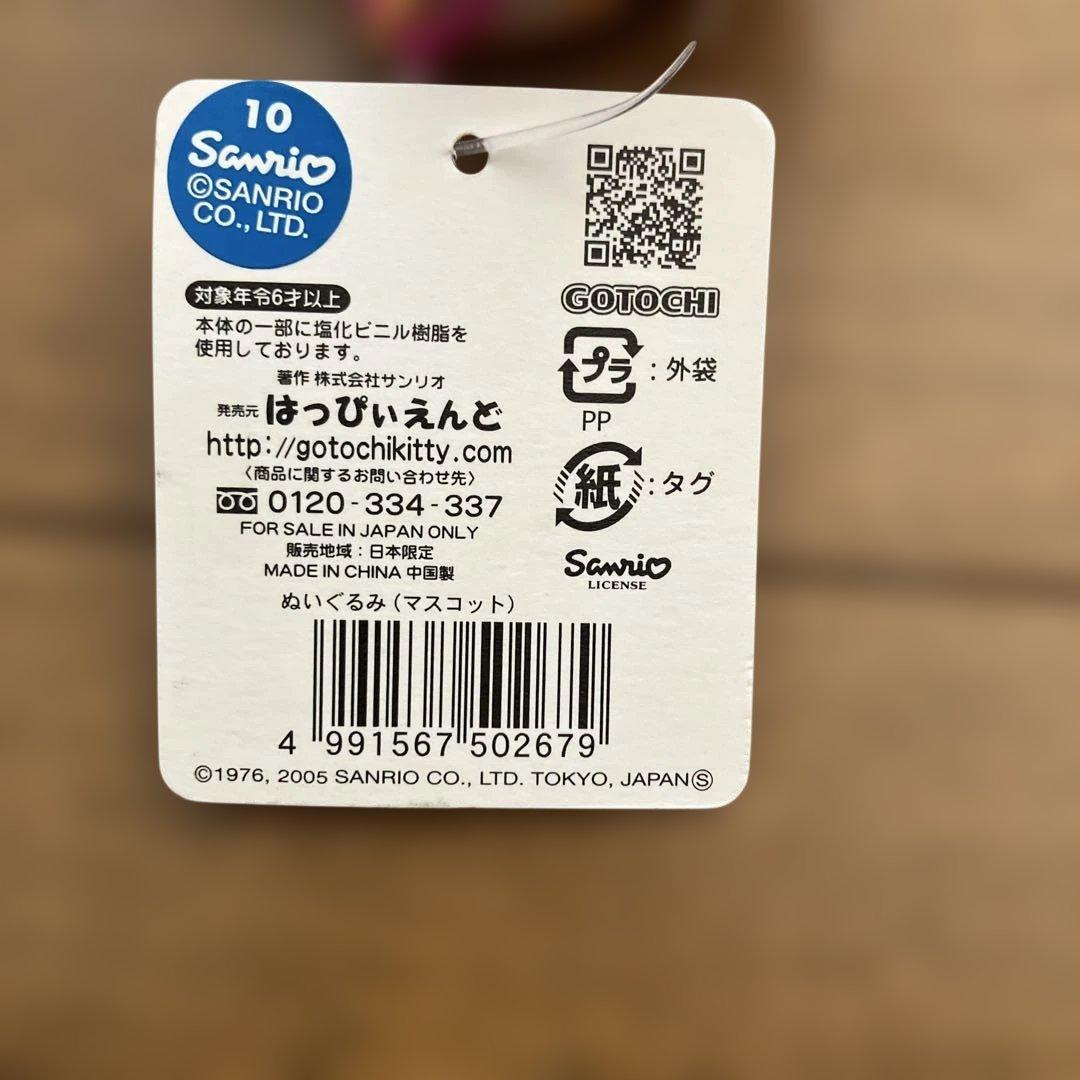 10
Sanrio
©SANRIO
CO., LTD.
対象年令6才以上
本体の一部に塩化ビニル樹脂を
使用しております。
著作 株式会社サンリオ
発売元 はっぴぃえんど
http://gotochikitty.com
〈商品に関するお問い合わせ先〉
0120-334-337
FOR SALE IN JAPAN ONLY
販売地域：日本限定
MADE IN CHINA 中国製
ぬいぐるみ（マスコット）
GOTOCHI
プラ：外袋
PP
紙：タグ
Sanrio
LICENSE
4 991567 502679
©1976, 2005 SANRIO CO., LTD. TOKYO, JAPAN Ⓢ